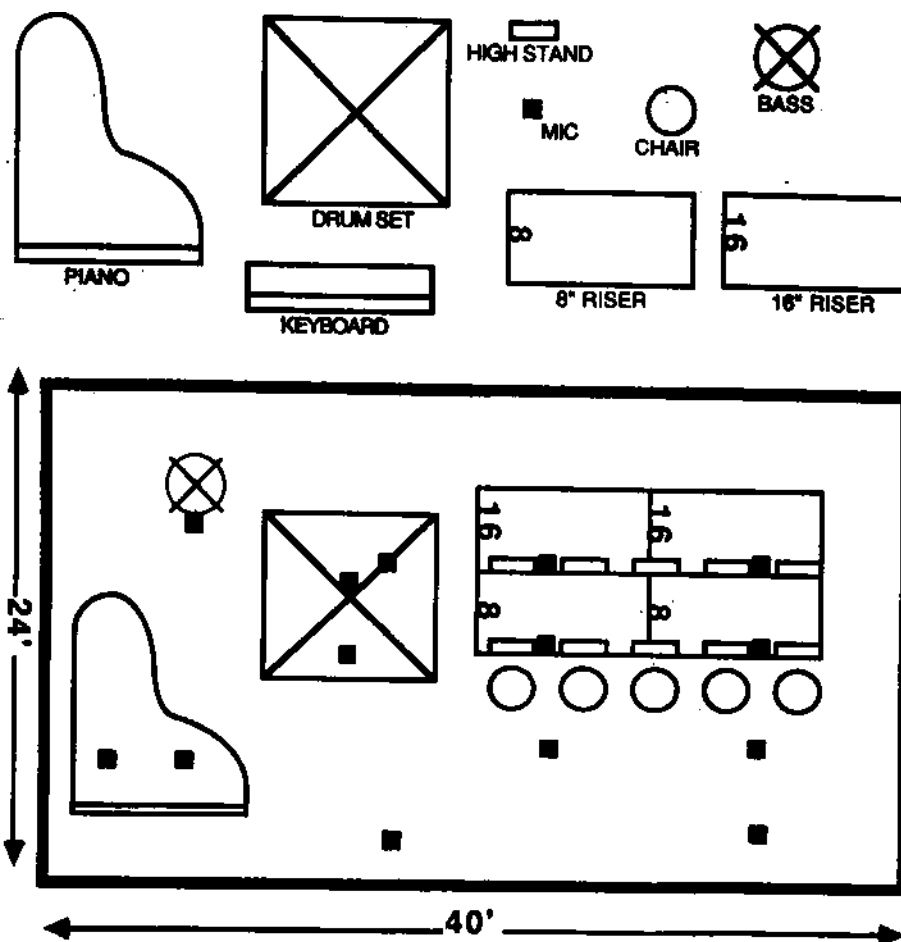 HIGH STAND
BASS
MIC
CHAIR
DRUM SET
8
16
PIANO
8" RISER
16" RISER
KEYBOARD
16
16
8
8
24'
40'